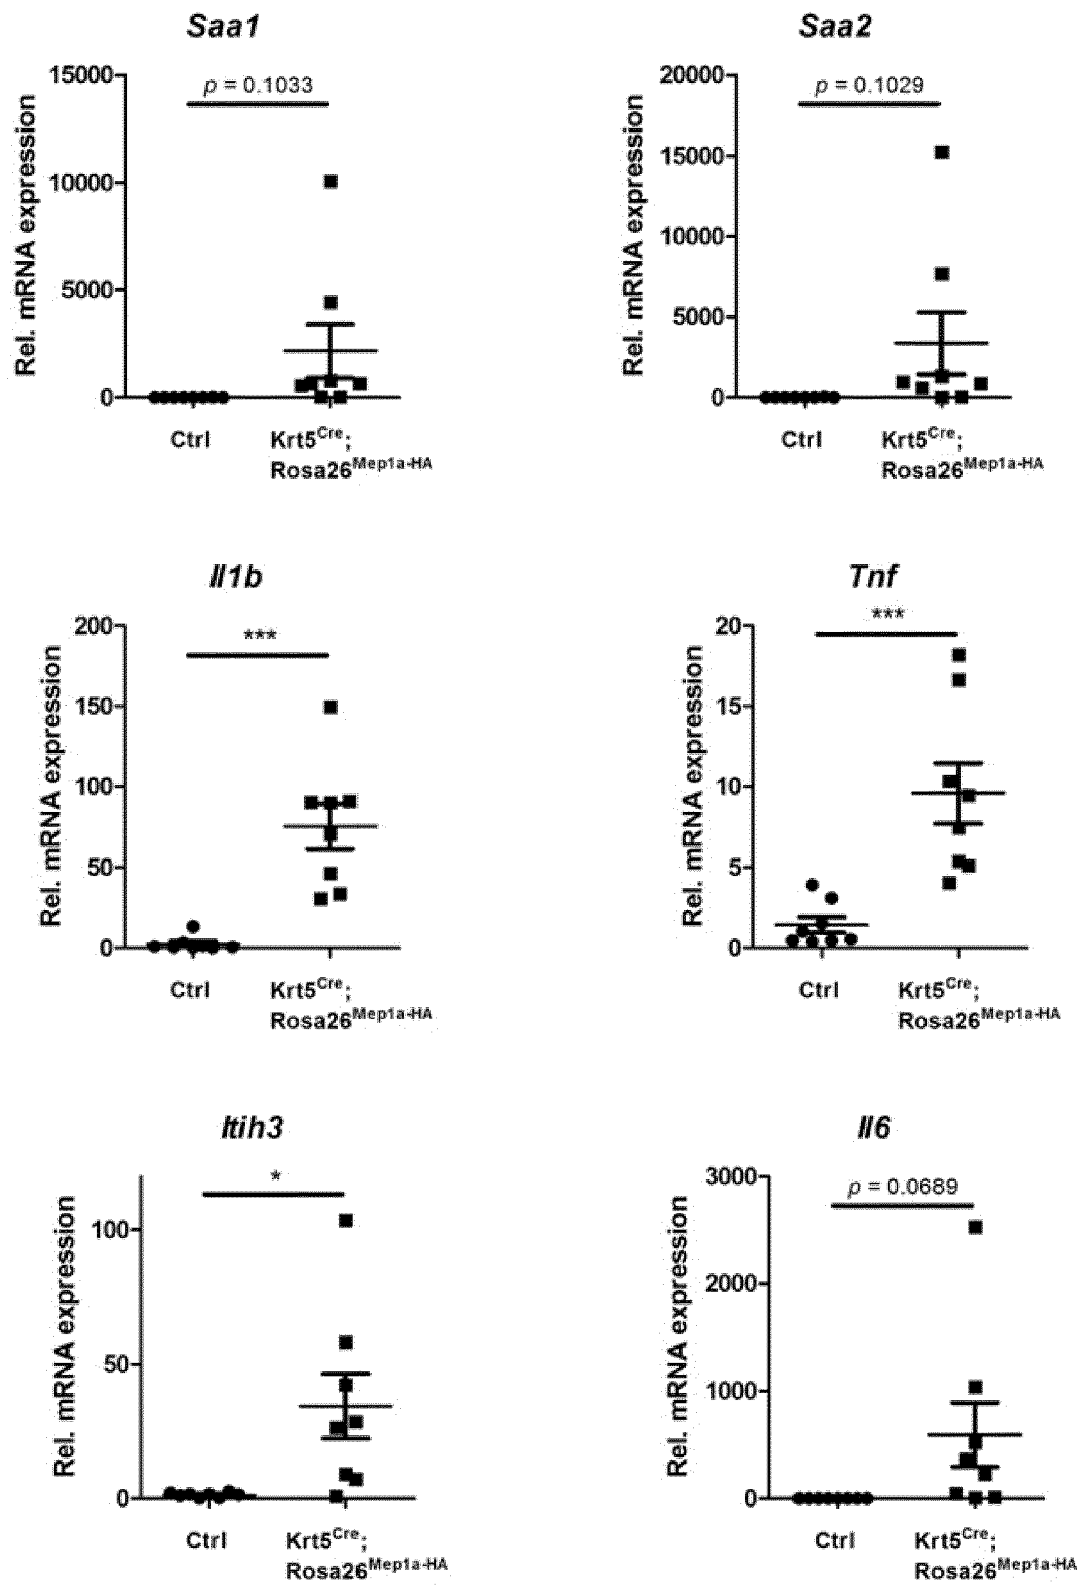 Saa1
Saa2
Rel. mRNA expression
15000
10000
5000
0
p = 0.1033
Ctrl
Krt5Cre;
Rosa26Mep1a-HA
Rel. mRNA expression
20000
15000
10000
5000
0
p = 0.1029
Ctrl
Krt5Cre;
Rosa26Mep1a-HA
Il1b
Tnf
Rel. mRNA expression
200
150
100
50
0
***
Ctrl
Krt5Cre;
Rosa26Mep1a-HA
Rel. mRNA expression
20
15
10
5
0
***
Ctrl
Krt5Cre;
Rosa26Mep1a-HA
Itih3
Il6
Rel. mRNA expression
100
50
0
*
Ctrl
Krt5Cre;
Rosa26Mep1a-HA
Rel. mRNA expression
3000
2000
1000
0
p = 0.0689
Ctrl
Krt5Cre;
Rosa26Mep1a-HA